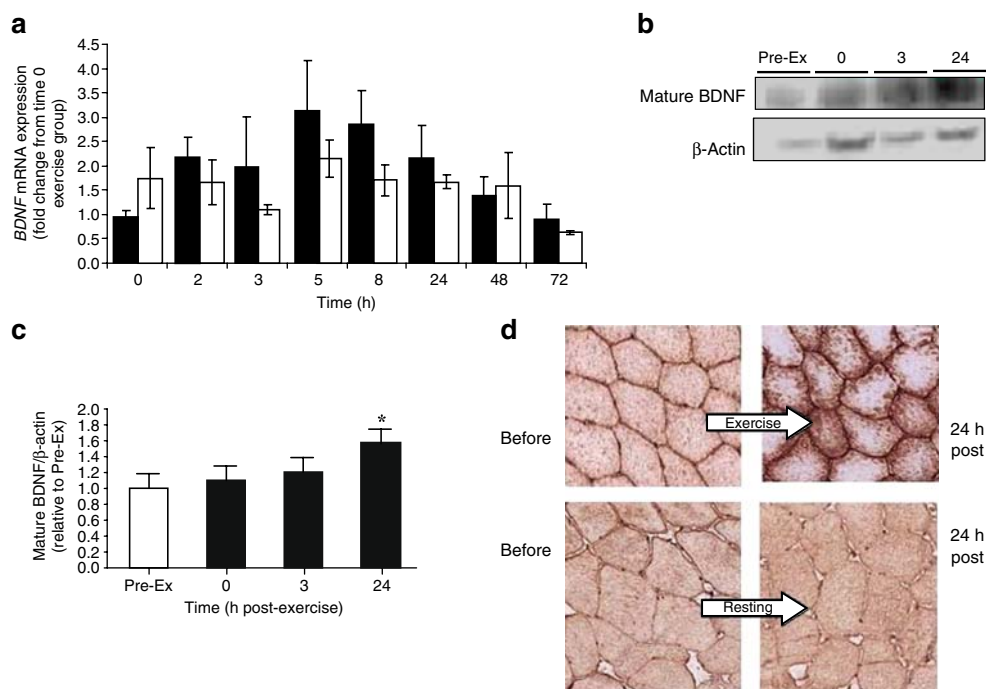 a
BDNF mRNA expression
(fold change from time 0
exercise group)
4.5
4.0
3.5
3.0
2.5
2.0
1.5
1.0
0.5
0.0
0 2 3 5 8 24 48 72
Time (h)
b
Pre-Ex 0 3 24
Mature BDNF
β-Actin
c
Mature BDNF/β-actin
(relative to Pre-Ex)
2.0
1.8
1.6
1.4
1.2
1.0
0.8
0.6
0.4
0.2
0.0
*
Pre-Ex 0 3 24
Time (h post-exercise)
d
Before
Exercise
24 h
post
Before
Resting
24 h
post